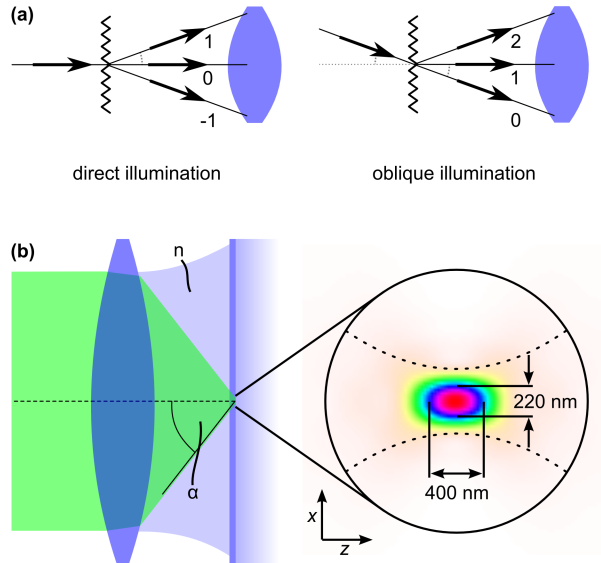 (a)
1
0
-1
direct illumination
2
1
0
oblique illumination
(b)
n
α
220 nm
400 nm
x
z